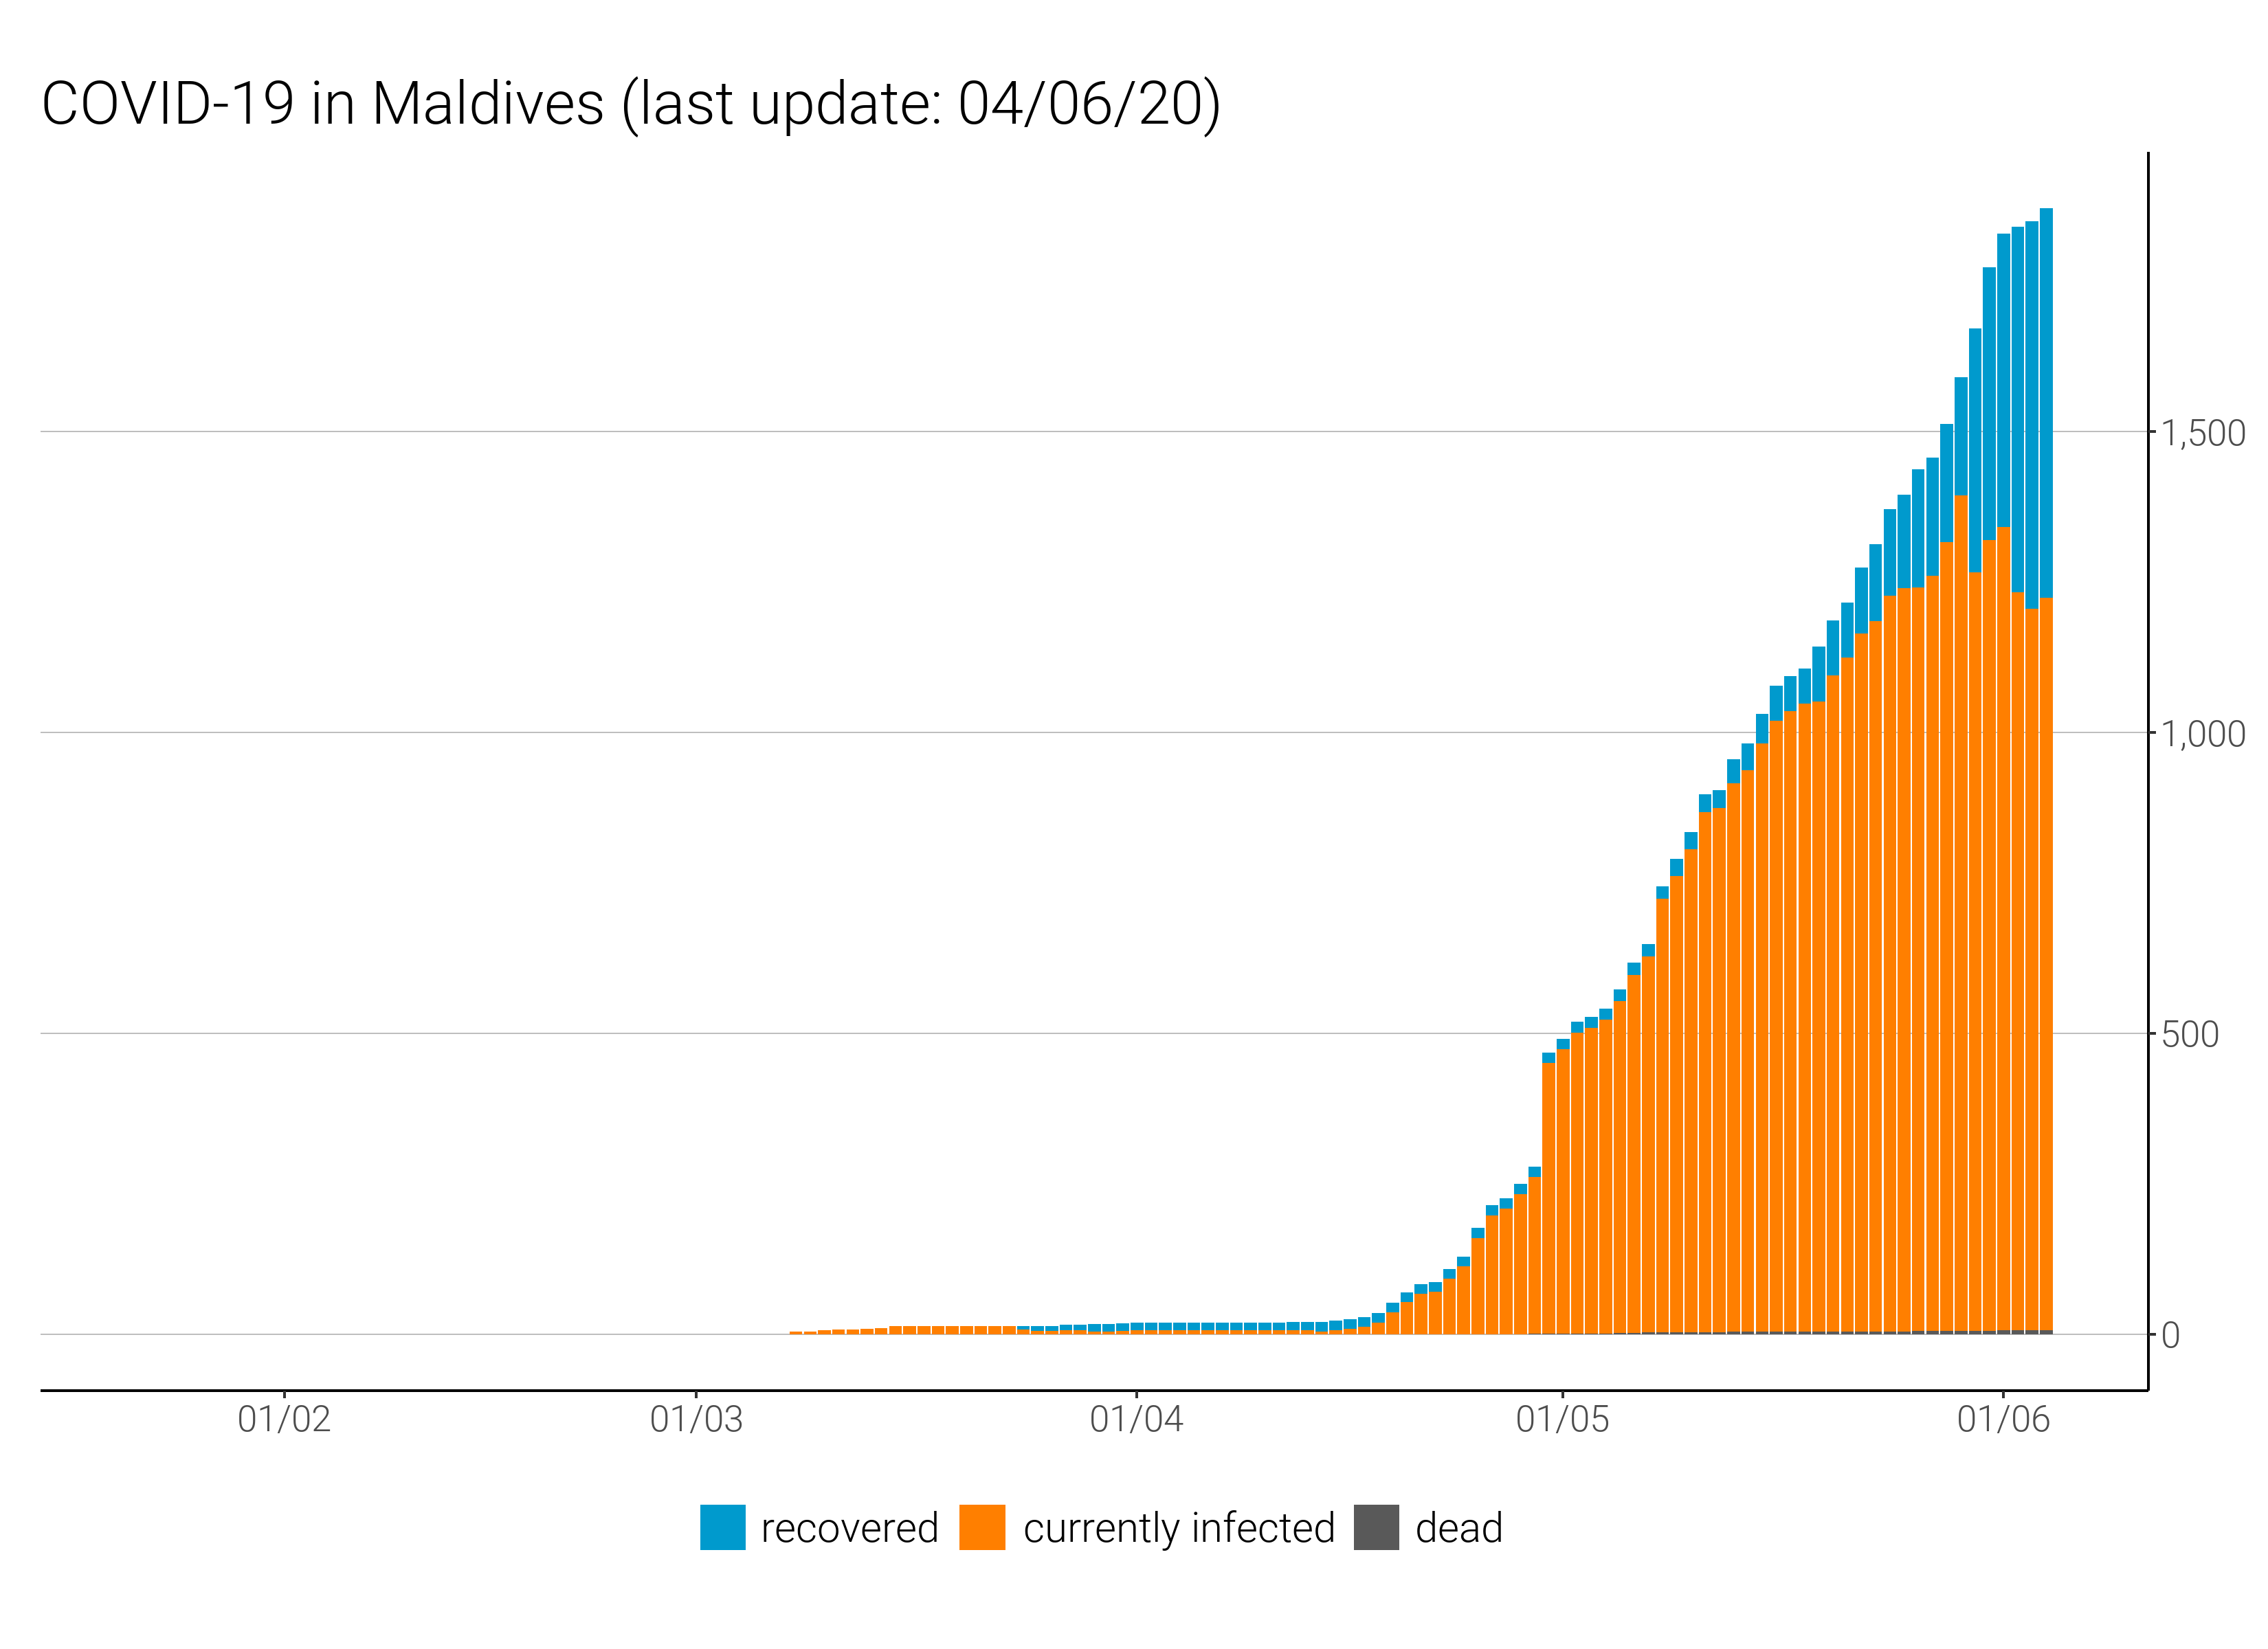 COVID-19 in Maldives (last update: 04/06/20)
1,500
1,000
500
0
01/02 01/03 01/04 01/05 01/06
recovered currently infected dead